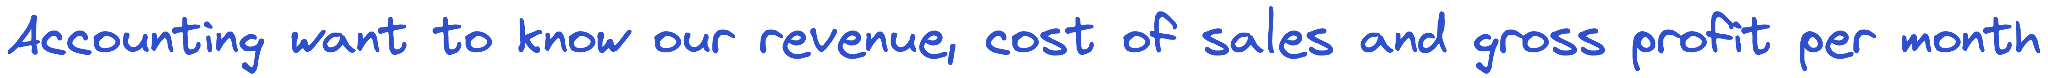 Accounting want to know our revenue, cost of sales and gross profit per month